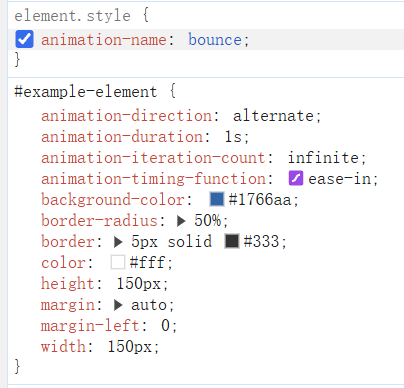 element.style {
animation-name: bounce;
}
#example-element {
animation-direction: alternate;
animation-duration: 1s;
animation-iteration-count: infinite;
animation-timing-function: ease-in;
background-color: #1766aa;
border-radius: 50%;
border: 5px solid #333;
color: #fff;
height: 150px;
margin: auto;
margin-left: 0;
width: 150px;
}